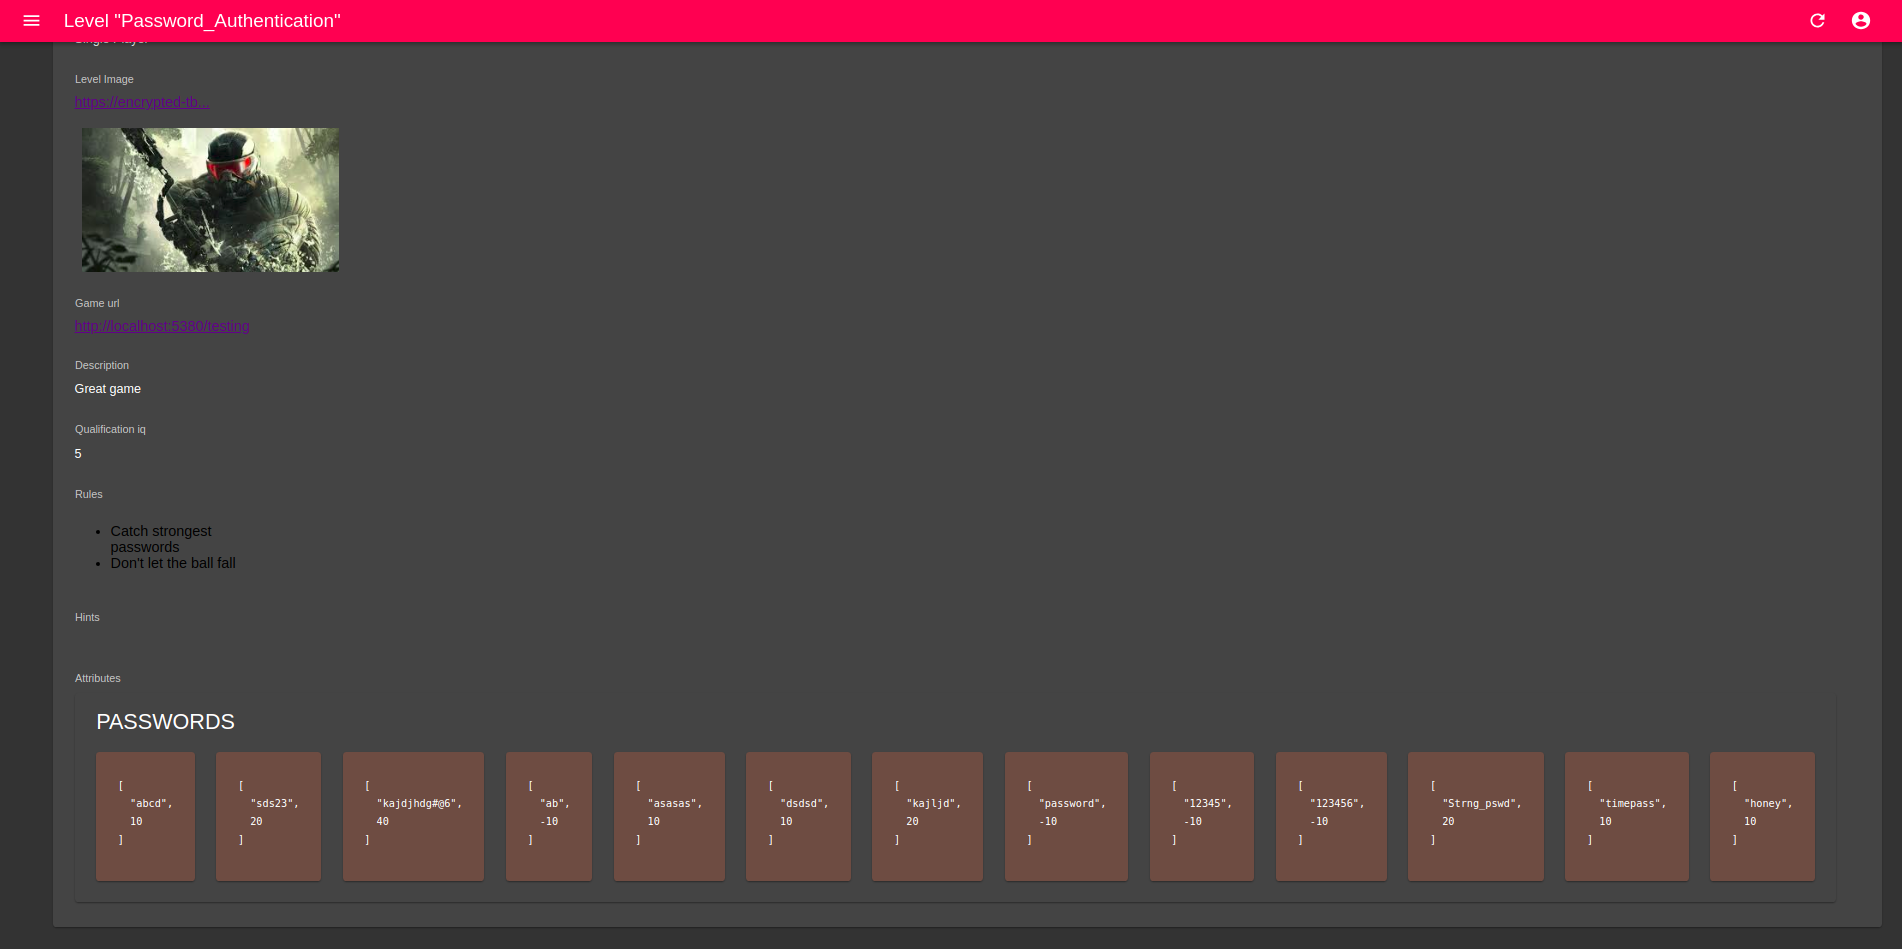 Level "Password_Authentication"
Single Player
Level Image
https://encrypted-tb...
Game url
http://localhost:5380/testing
Description
Great game
Qualification iq
5
Rules
• Catch strongest
passwords
• Don't let the ball fall
Hints
Attributes
PASSWORDS
[ [ [ [ [ [ [ [ [ [ [ [ [
"abcd", "sds23", "kajdjhdg#@6", "ab", "asasas", "dsdsd", "kajljd", "password", "12345", "123456", "Strng_pswd", "timepass", "honey",
10 20 40 -10 10 10 20 -10 -10 -10 20 10 10
] ] ] ] ] ] ] ] ] ] ] ] ]